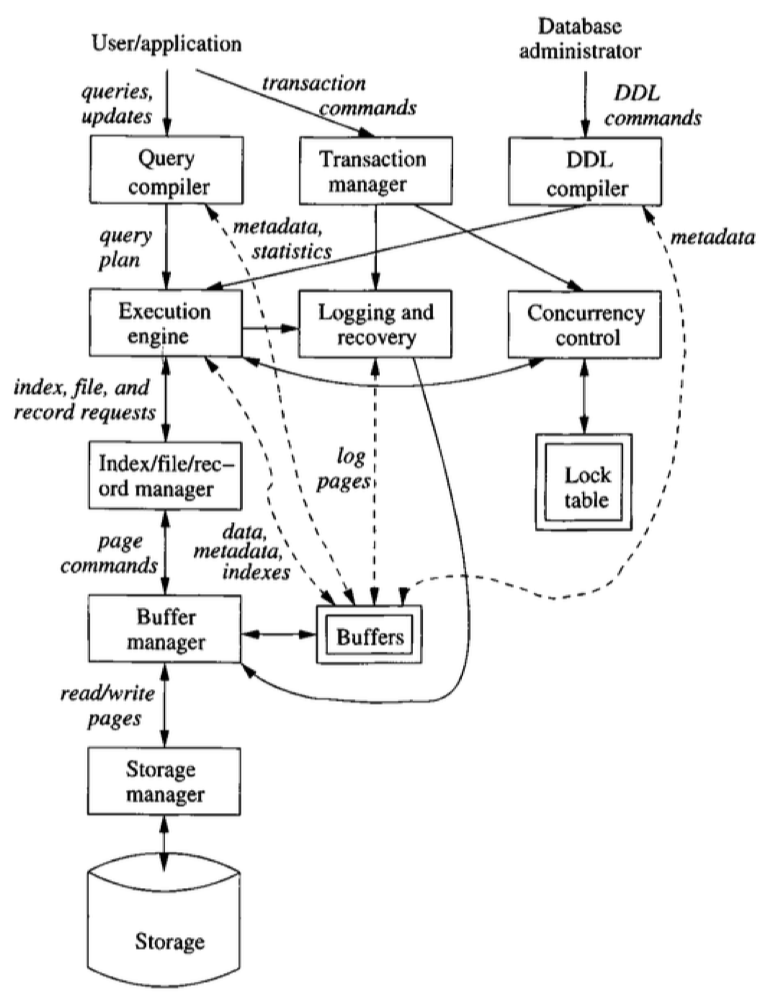 User/application
Database
administrator
queries,
updates
transaction
commands
DDL
commands
Query
compiler
Transaction
manager
DDL
compiler
query
plan
metadata,
statistics
metadata
Execution
engine
Logging and
recovery
Concurrency
control
index, file, and
record requests
Index/file/rec–
ord manager
log
pages
Lock
table
page
commands
data,
metadata,
indexes
Buffer
manager
Buffers
read/write
pages
Storage
manager
Storage